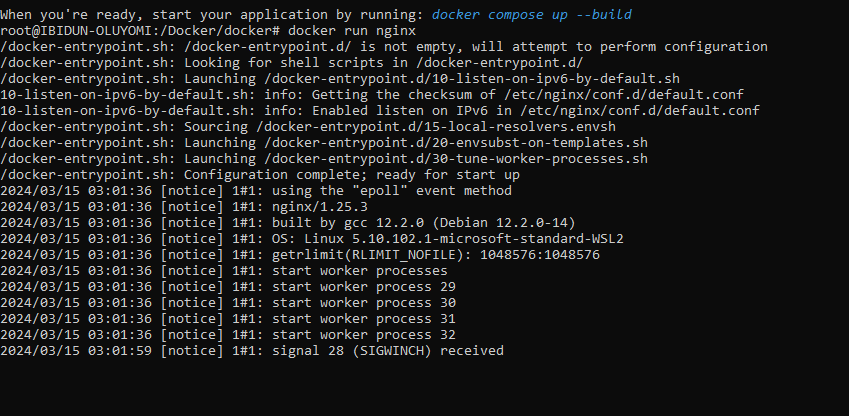 When you're ready, start your application by running: docker compose up --build
root@IBIDUN-OLUYOMI:/Docker/docker# docker run nginx
/docker-entrypoint.sh: /docker-entrypoint.d/ is not empty, will attempt to perform configuration
/docker-entrypoint.sh: Looking for shell scripts in /docker-entrypoint.d/
/docker-entrypoint.sh: Launching /docker-entrypoint.d/10-listen-on-ipv6-by-default.sh
10-listen-on-ipv6-by-default.sh: info: Getting the checksum of /etc/nginx/conf.d/default.conf
10-listen-on-ipv6-by-default.sh: info: Enabled listen on IPv6 in /etc/nginx/conf.d/default.conf
/docker-entrypoint.sh: Sourcing /docker-entrypoint.d/15-local-resolvers.envsh
/docker-entrypoint.sh: Launching /docker-entrypoint.d/20-envsubst-on-templates.sh
/docker-entrypoint.sh: Launching /docker-entrypoint.d/30-tune-worker-processes.sh
/docker-entrypoint.sh: Configuration complete; ready for start up
2024/03/15 03:01:36 [notice] 1#1: using the "epoll" event method
2024/03/15 03:01:36 [notice] 1#1: nginx/1.25.3
2024/03/15 03:01:36 [notice] 1#1: built by gcc 12.2.0 (Debian 12.2.0-14)
2024/03/15 03:01:36 [notice] 1#1: OS: Linux 5.10.102.1-microsoft-standard-WSL2
2024/03/15 03:01:36 [notice] 1#1: getrlimit(RLIMIT_NOFILE): 1048576:1048576
2024/03/15 03:01:36 [notice] 1#1: start worker processes
2024/03/15 03:01:36 [notice] 1#1: start worker process 29
2024/03/15 03:01:36 [notice] 1#1: start worker process 30
2024/03/15 03:01:36 [notice] 1#1: start worker process 31
2024/03/15 03:01:36 [notice] 1#1: start worker process 32
2024/03/15 03:01:59 [notice] 1#1: signal 28 (SIGWINCH) received